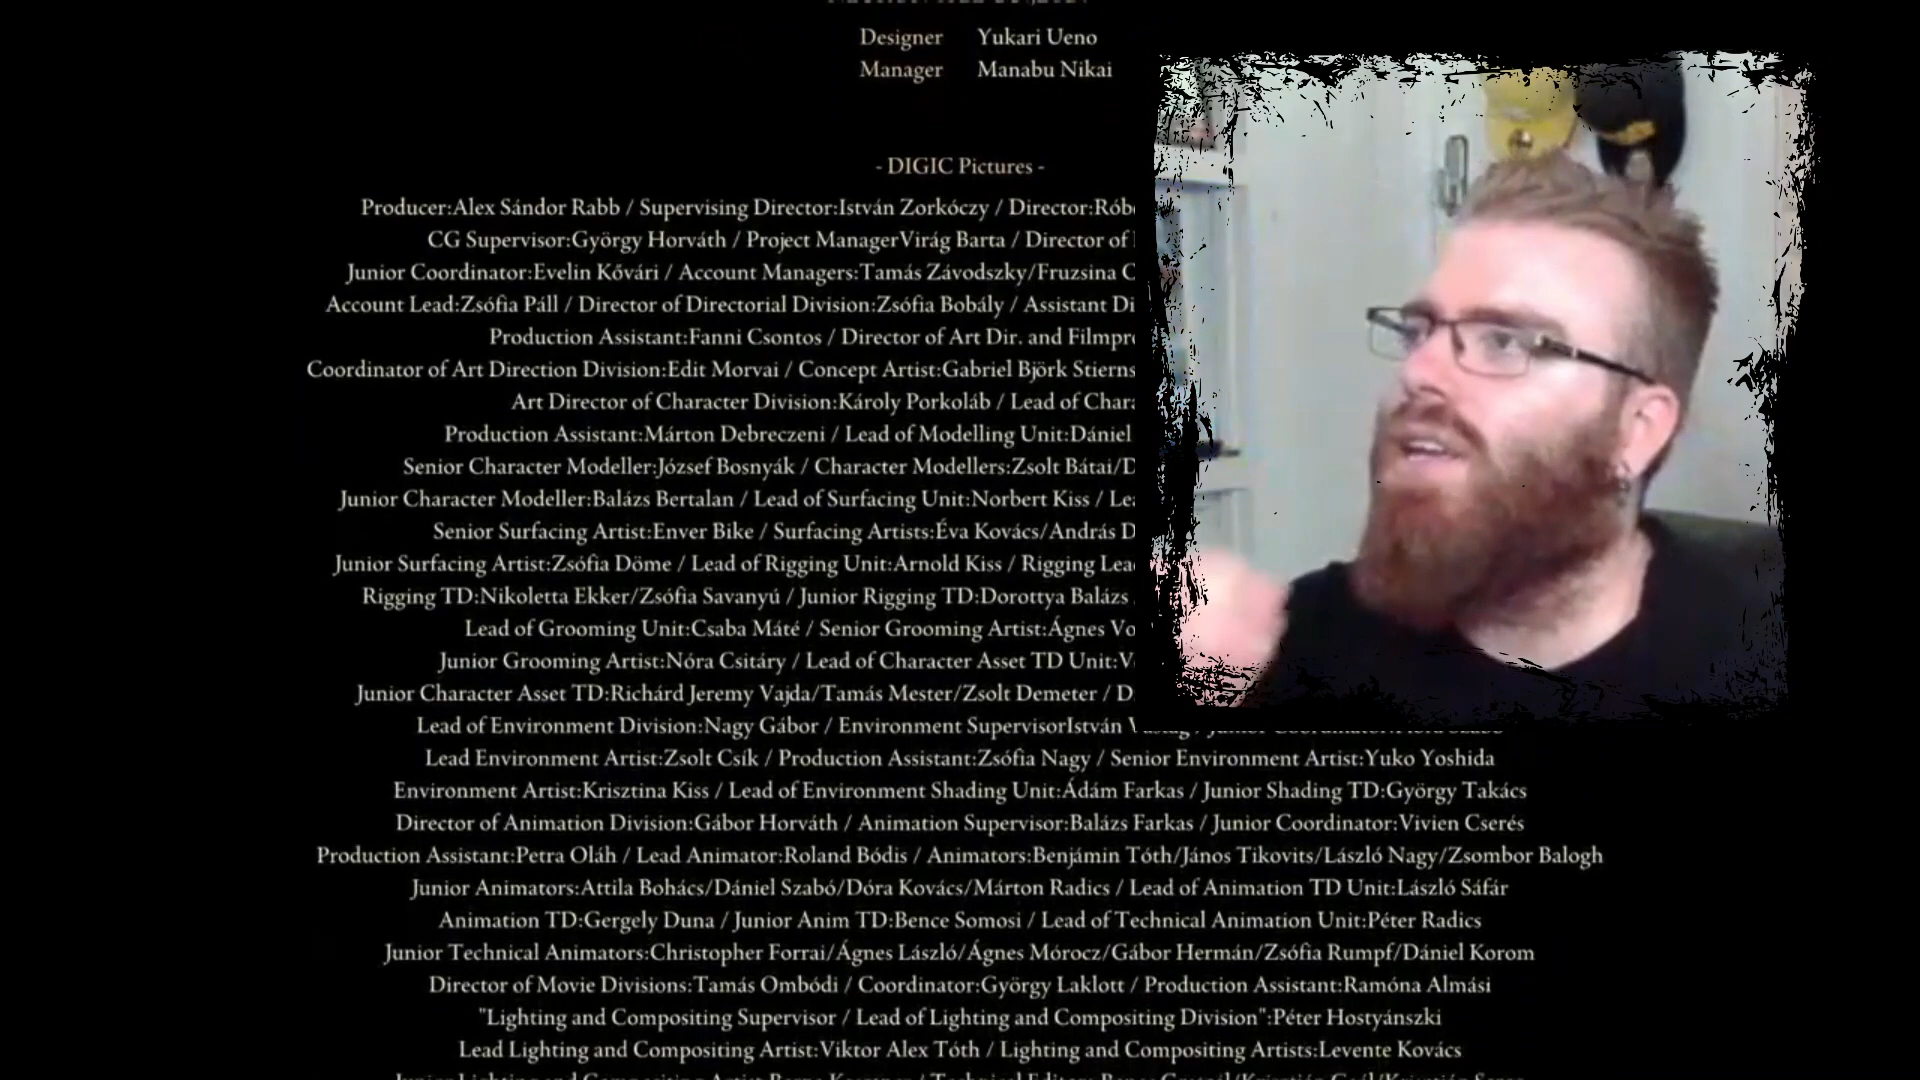 Designer Yukari Ueno
Manager Manabu Nikai
- DIGIC Pictures -
Producer:Alex Sándor Rabb / Supervising Director:István Zorkóczy / Director:Rób
CG Supervisor:György Horváth / Project ManagerVirág Barta / Director of
Junior Coordinator:Evelin Kővári / Account Managers:Tamás Závodszky/Fruzsina
Account Lead:Zsófia Páll / Director of Directorial Division:Zsófia Bobály / Assistant Di
Production Assistant:Fanni Csontos / Director of Art Dir. and Filmpr
Coordinator of Art Direction Division:Edit Morvai / Concept Artist:Gabriel Björk Stierns
Art Director of Character Division:Károly Porkoláb / Lead of Char
Production Assistant:Márton Debreczeni / Lead of Modelling Unit:Dániel
Senior Character Modeller:József Bosnyák / Character Modellers:Zsolt Bátai/D
Junior Character Modeller:Balázs Bertalan / Lead of Surfacing Unit:Norbert Kiss / Le
Senior Surfacing Artist:Enver Bike / Surfacing Artists:Éva Kovács/András D
Junior Surfacing Artist:Zsófia Döme / Lead of Rigging Unit:Arnold Kiss / Rigging Lea
Rigging TD:Nikoletta Ekker/Zsófia Savanyú / Junior Rigging TD:Dorottya Balázs
Lead of Grooming Unit:Csaba Máté / Senior Grooming Artist:Ágnes Vo
Junior Grooming Artist:Nóra Csitáry / Lead of Character Asset TD Unit:V
Junior Character Asset TD:Richárd Jeremy Vajda/Tamás Mester/Zsolt Demeter / D
Lead of Environment Division:Nagy Gábor / Environment SupervisorIstván
Lead Environment Artist:Zsolt Csík / Production Assistant:Zsófia Nagy / Senior Environment Artist:Yuko Yoshida
Environment Artist:Krisztina Kiss / Lead of Environment Shading Unit:Ádám Farkas / Junior Shading TD:György Takács
Director of Animation Division:Gábor Horváth / Animation Supervisor:Balázs Farkas / Junior Coordinator:Vivien Cserés
Production Assistant:Petra Oláh / Lead Animator:Roland Bódis / Animators:Benjámin Tóth/János Tikovits/László Nagy/Zsombor Balogh
Junior Animators:Attila Bohács/Dániel Szabó/Dóra Kovács/Márton Radics / Lead of Animation TD Unit:László Sáfár
Animation TD:Gergely Duna / Junior Anim TD:Bence Somosi / Lead of Technical Animation Unit:Péter Radics
Junior Technical Animators:Christopher Forrai/Ágnes László/Ágnes Mórocz/Gábor Hermán/Zsófia Rumpf/Dániel Korom
Director of Movie Divisions:Tamás Ombódi / Coordinator:György Laklott / Production Assistant:Ramóna Almási
"Lighting and Compositing Supervisor / Lead of Lighting and Compositing Division":Péter Hostyánszki
Lead Lighting and Compositing Artist:Viktor Alex Tóth / Lighting and Compositing Artists:Levente Kovács